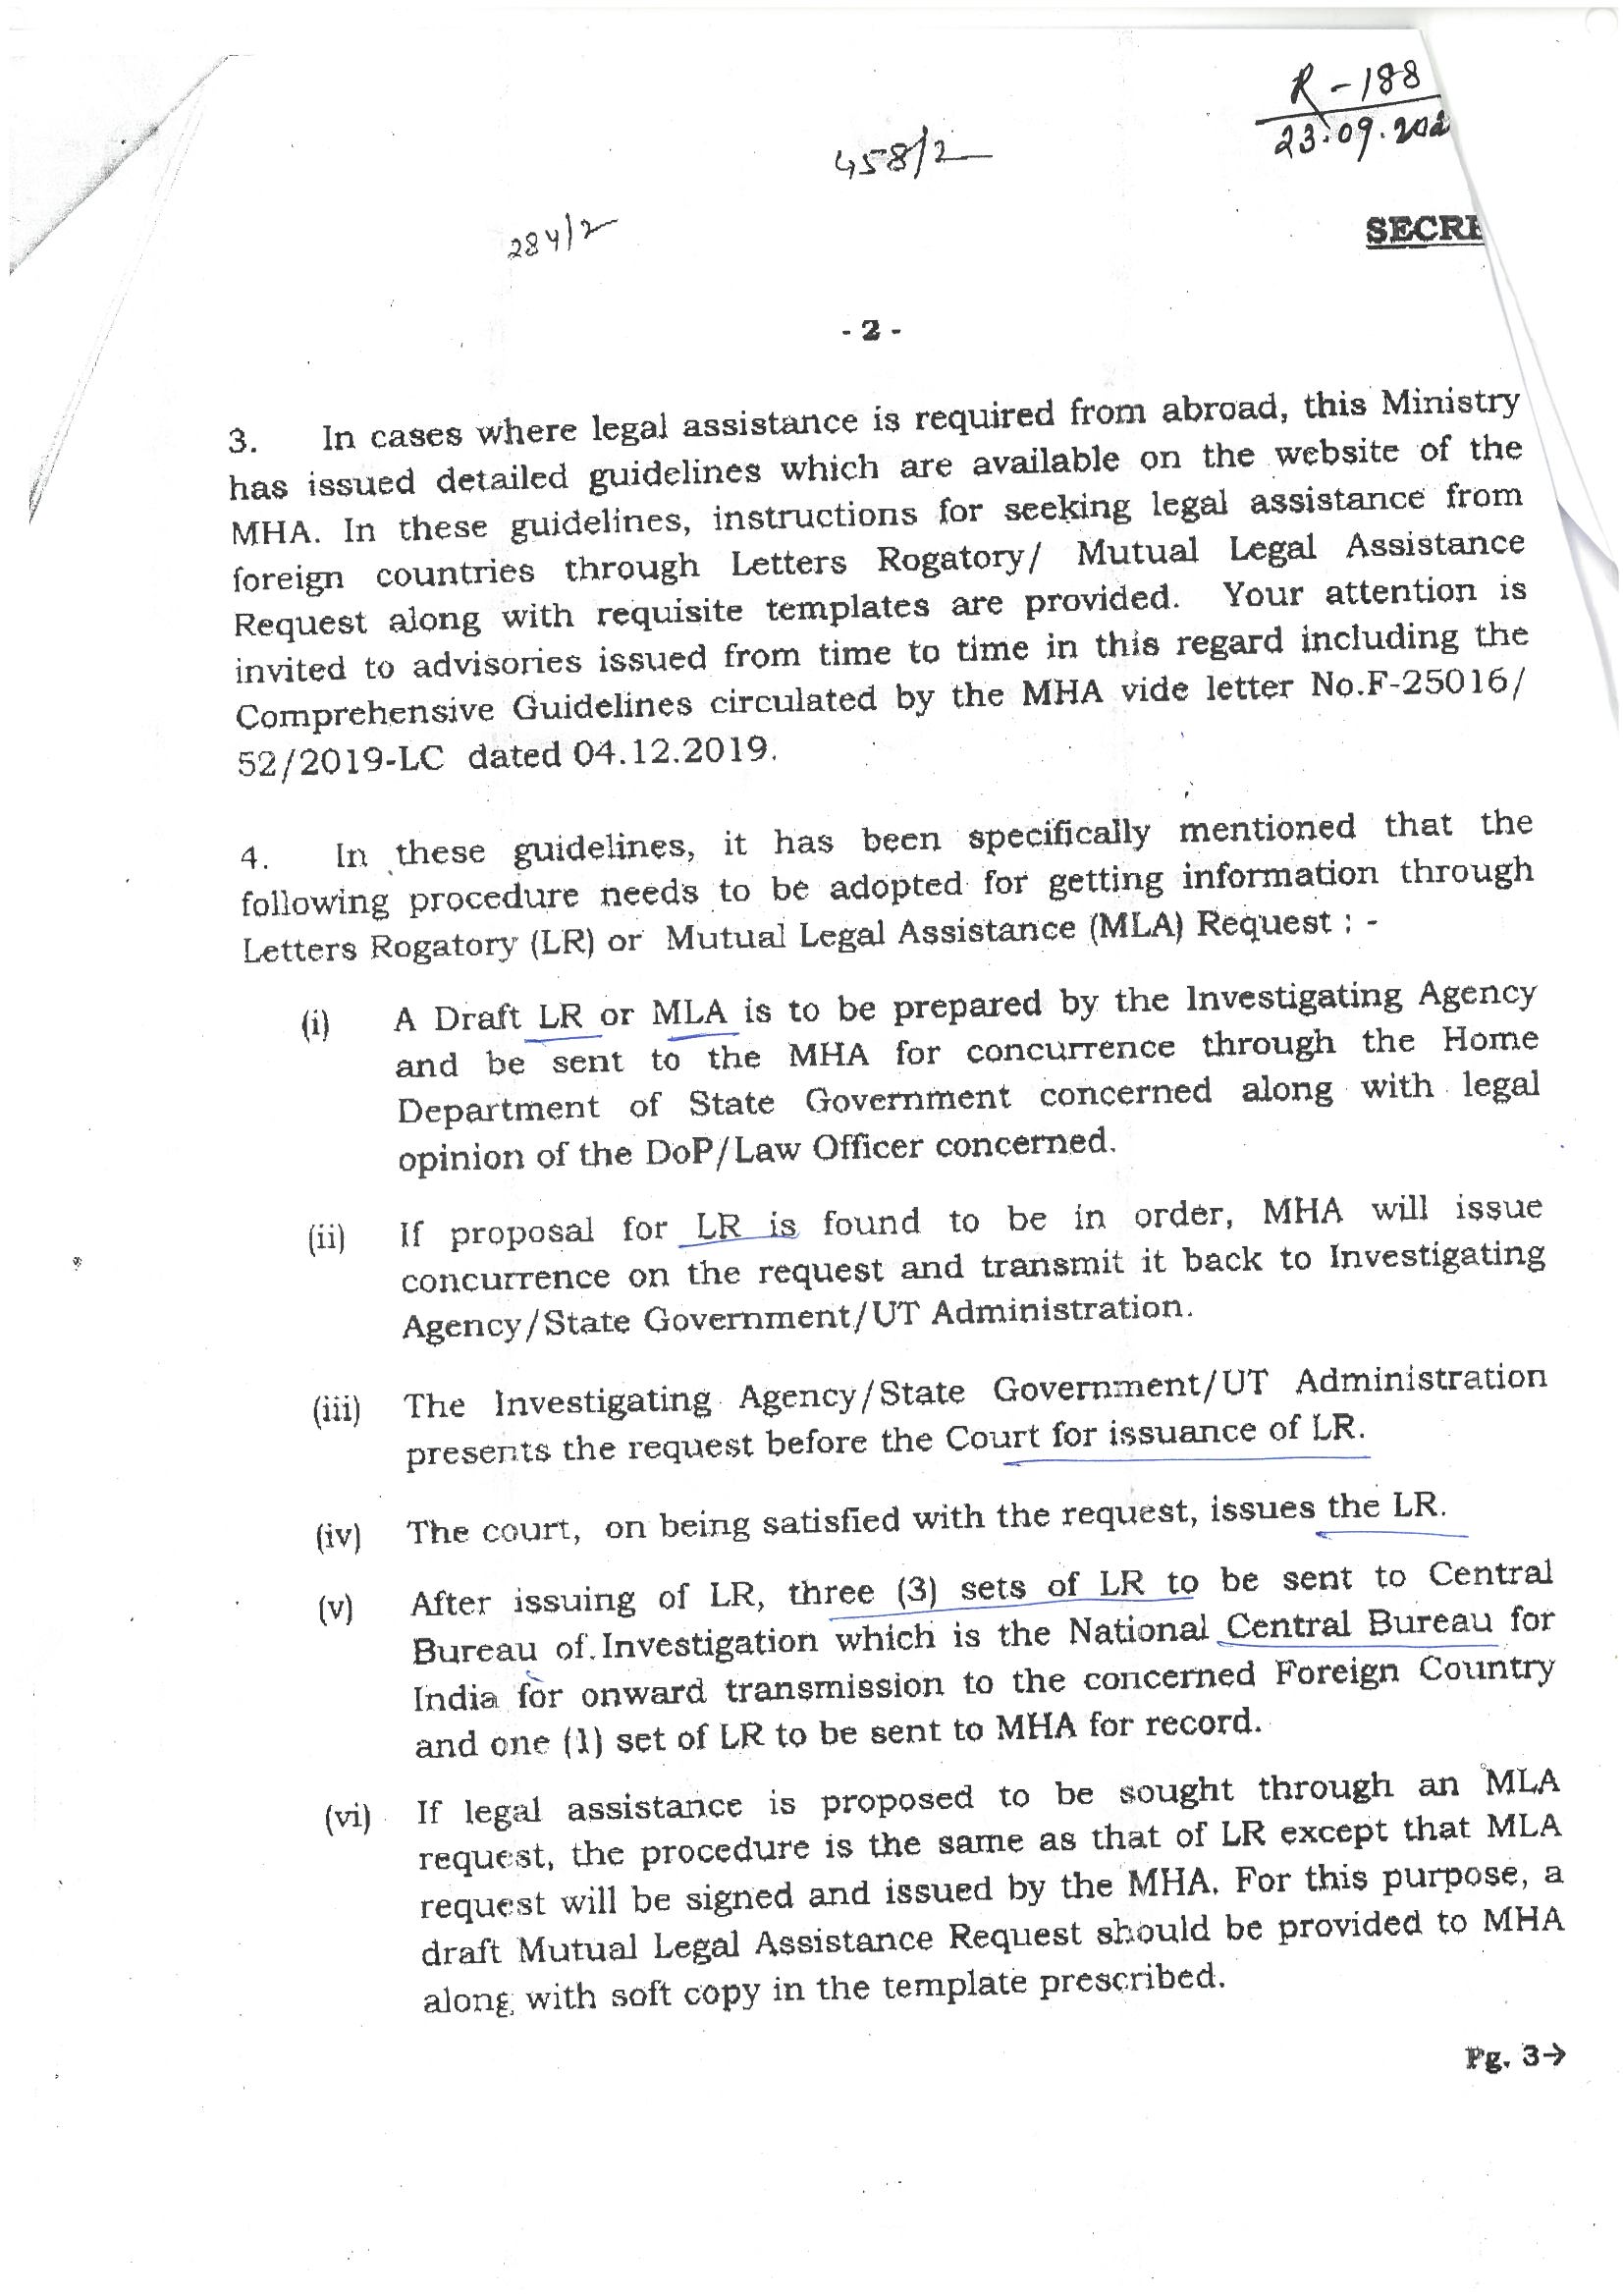 R-188
23.09.202
458/2
284/2
SECRE
- 2 -
3. In cases where legal assistance is required from abroad, this Ministry
has issued detailed guidelines which are available on the website of the
MHA. In these guidelines, instructions for seeking legal assistance from
foreign countries through Letters Rogatory/ Mutual Legal Assistance
Request along with requisite templates are provided. Your attention is
invited to advisories issued from time to time in this regard including the
Comprehensive Guidelines circulated by the MHA vide letter No.F-25016/
52/2019-LC dated 04.12.2019.
4. In these guidelines, it has been specifically mentioned that the
following procedure needs to be adopted for getting information through
Letters Rogatory (LR) or Mutual Legal Assistance (MLA) Request : -
(i) A Draft LR or MLA is to be prepared by the Investigating Agency
and be sent to the MHA for concurrence through the Home
Department of State Government concerned along with legal
opinion of the DoP/Law Officer concerned.
(ii) If proposal for LR is found to be in order, MHA will issue
concurrence on the request and transmit it back to Investigating
Agency/State Government/UT Administration.
(iii) The Investigating Agency/State Government/UT Administration
presents the request before the Court for issuance of LR.
(iv) The court, on being satisfied with the request, issues the LR.
(v) After issuing of LR, three (3) sets of LR to be sent to Central
Bureau of Investigation which is the National Central Bureau for
India for onward transmission to the concerned Foreign Country
and one (1) set of LR to be sent to MHA for record.
(vi) If legal assistance is proposed to be sought through an MLA
request, the procedure is the same as that of LR except that MLA
request will be signed and issued by the MHA. For this purpose, a
draft Mutual Legal Assistance Request should be provided to MHA
along with soft copy in the template prescribed.
Pg. 3→